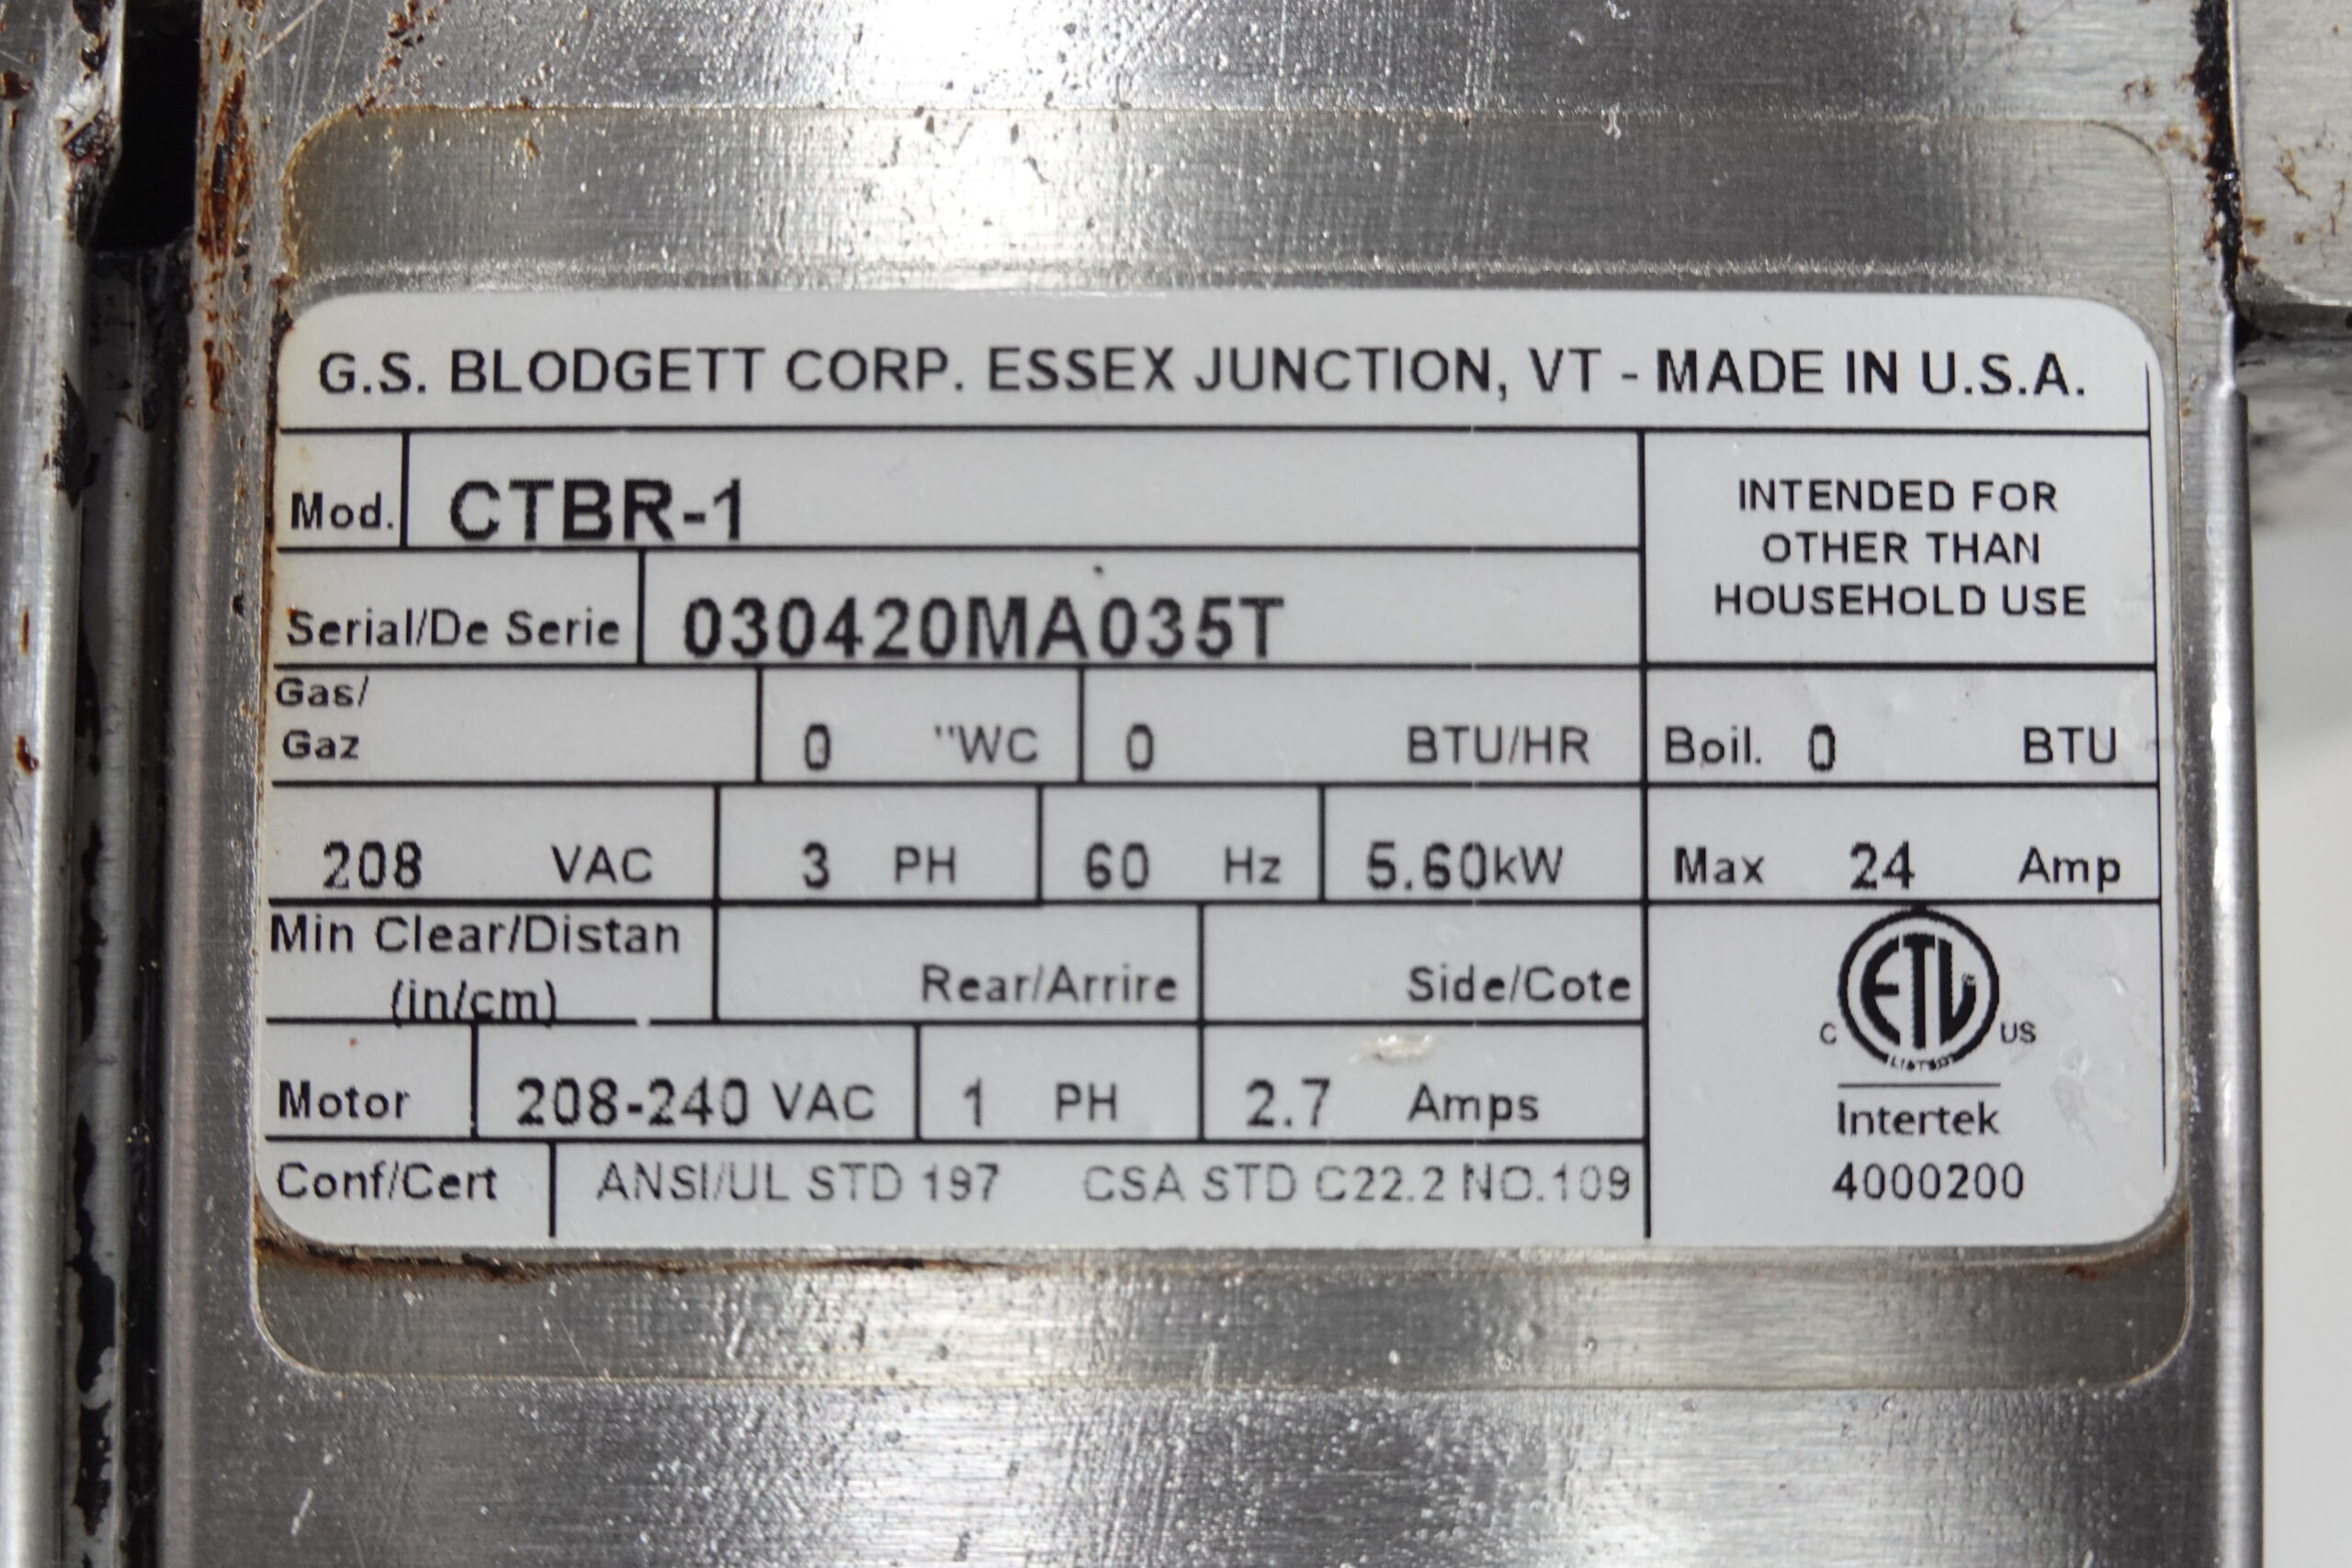 G.S. BLODGETT CORP. ESSEX JUNCTION, VT - MADE IN U.S.A.
Mod. CTBR-1
INTENDED FOR
OTHER THAN
HOUSEHOLD USE
Serial/De Serie 030420MA035T
Gas/
Gaz 0 "WC 0 BTU/HR Boil. 0 BTU
208 VAC 3 PH 60 Hz 5.60kW Max 24 Amp
Min Clear/Distan
(in/cm) Rear/Arrire Side/Cote
ETL
LISTED
C US
Motor 208-240 VAC 1 PH 2.7 Amps
Intertek
4000200
Conf/Cert ANSI/UL STD 197 CSA STD C22.2 NO.109